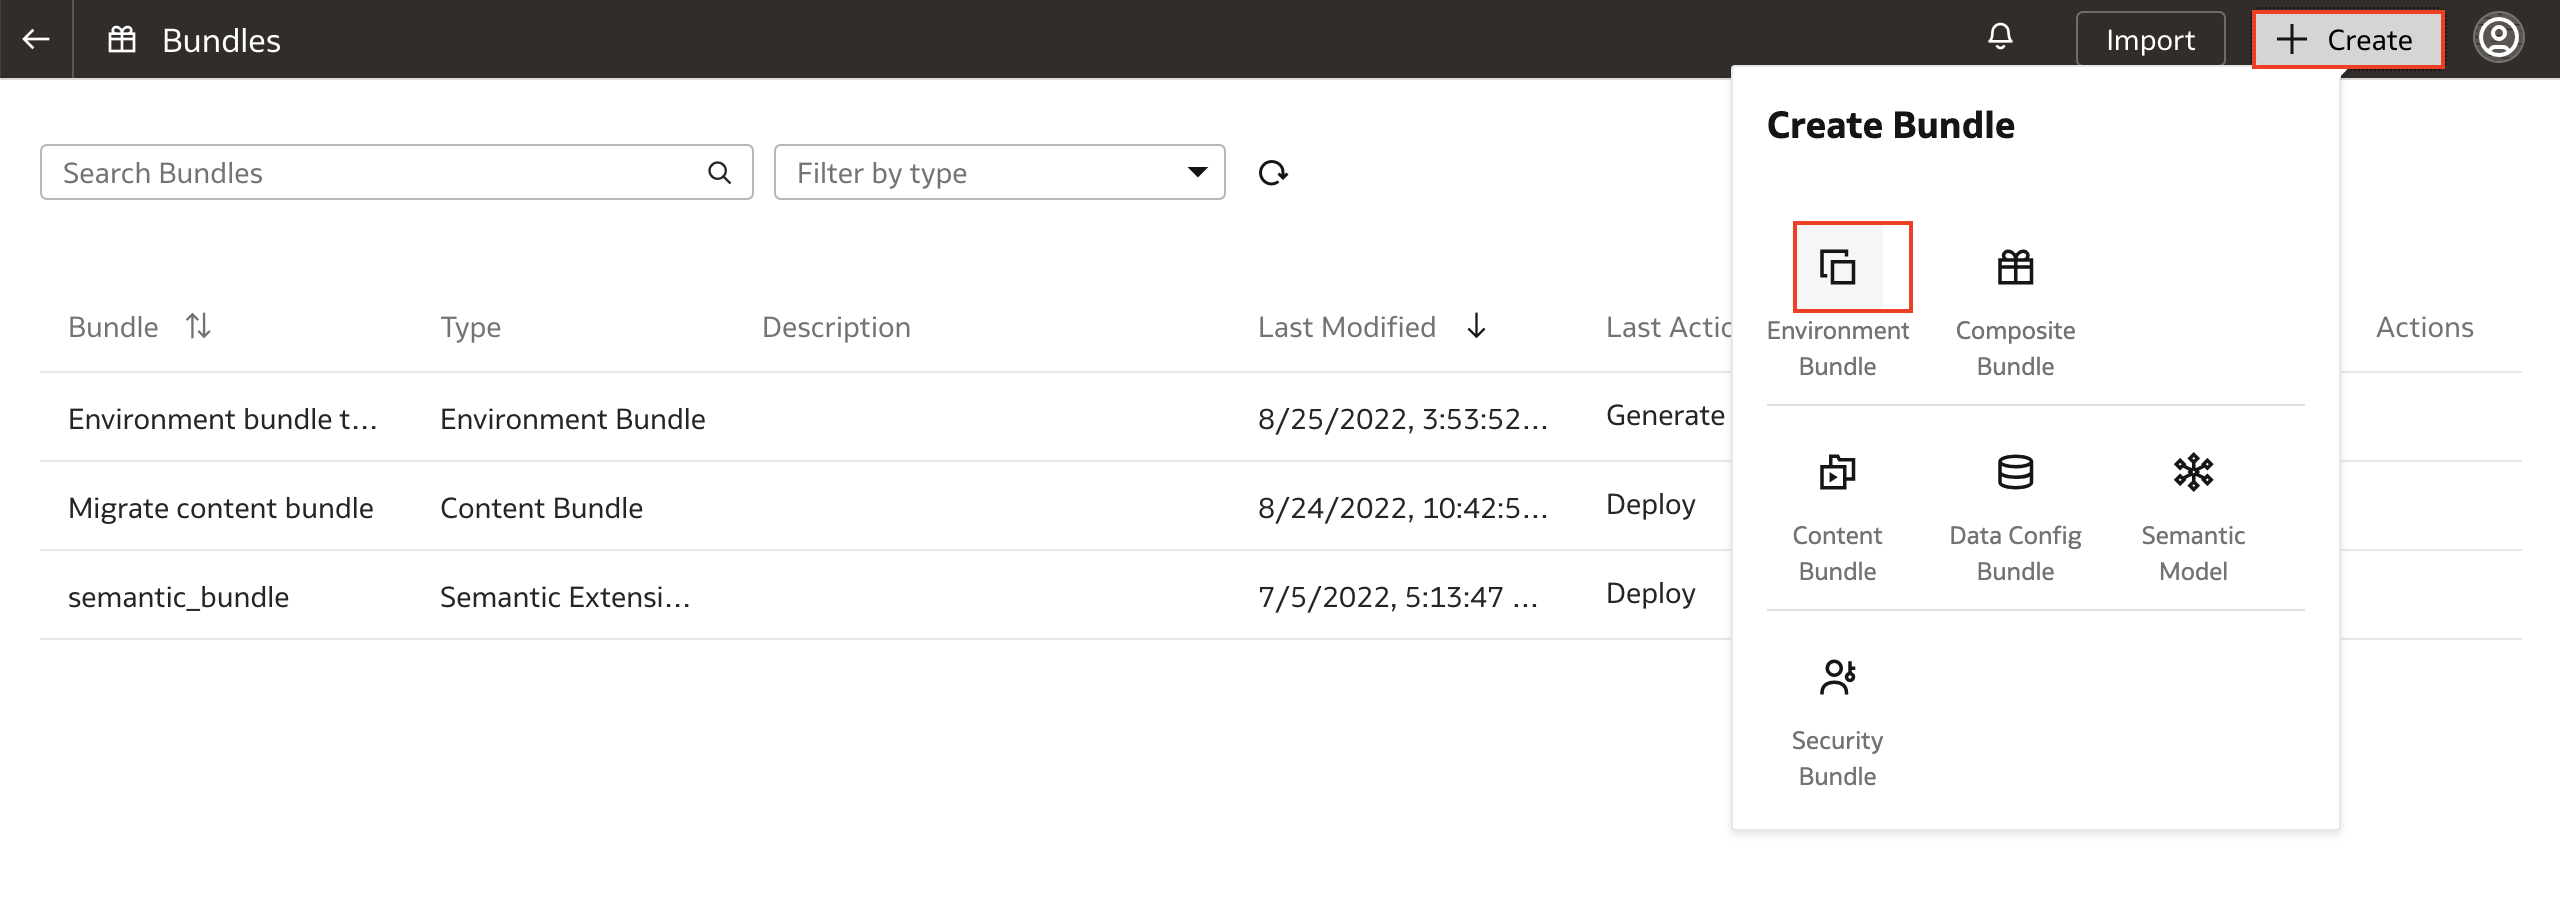 Bundles
Import
Create
Create Bundle
Search Bundles
Filter by type
Environment Bundle
Composite Bundle
Bundle Type Description Last Modified Last Actio Actions
Environment bundle t... Environment Bundle 8/25/2022, 3:53:52... Generate
Migrate content bundle Content Bundle 8/24/2022, 10:42:5... Deploy
semantic_bundle Semantic Extensi... 7/5/2022, 5:13:47 ... Deploy
Content Bundle
Data Config Bundle
Semantic Model
Security Bundle